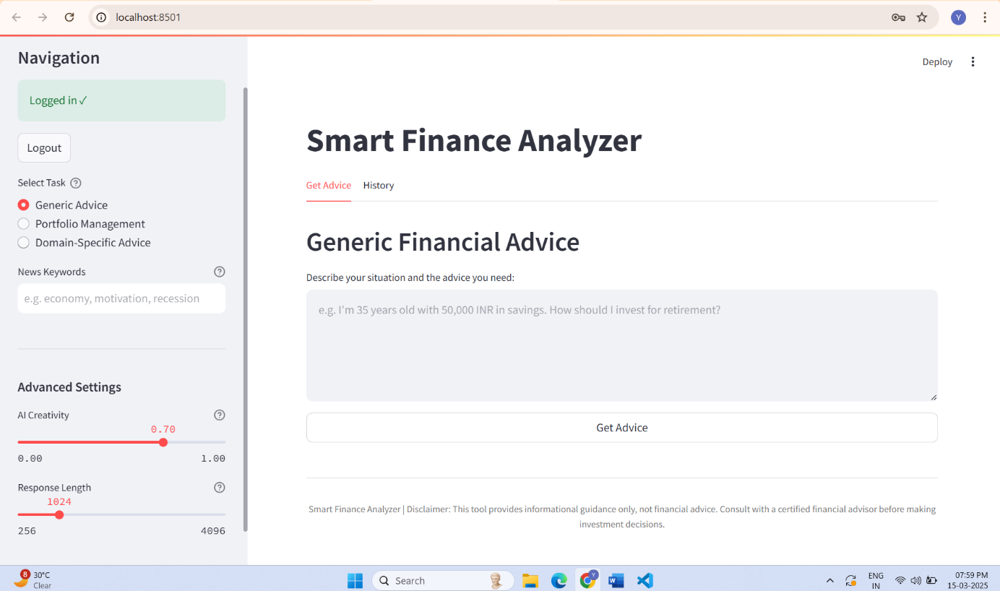 localhost:8501
Y
Navigation
Logged in ✓
Logout
Select Task ?
Generic Advice
Portfolio Management
Domain-Specific Advice
News Keywords ?
e.g. economy, motivation, recession
Advanced Settings
AI Creativity ?
0.70
0.00 1.00
Response Length ?
1024
256 4096
Deploy
Smart Finance Analyzer
Get Advice History
Generic Financial Advice
Describe your situation and the advice you need:
e.g. I'm 35 years old with 50,000 INR in savings. How should I invest for retirement?
Get Advice
Smart Finance Analyzer | Disclaimer: This tool provides informational guidance only, not financial advice. Consult with a certified financial advisor before making
investment decisions.
8
30°C
Clear
Search
Y
W
ENG
IN
07:59 PM
15-03-2025